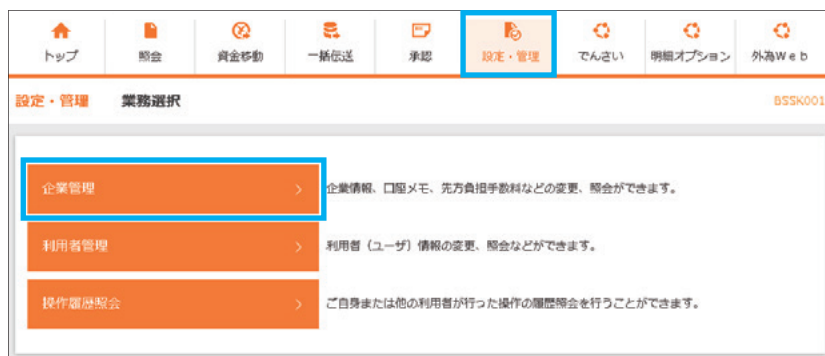 トップ 照会 資金移動 一括伝送 承認 設定・管理 でんさい 明細オプション 外為Ｗｅｂ
設定・管理 業務選択 BSSK001
企業管理 企業情報、口座メモ、先方負担手数料などの変更、照会ができます。
利用者管理 利用者（ユーザ）情報の変更、照会などができます。
操作履歴照会 ご自身または他の利用者が行った操作の履歴照会を行うことができます。